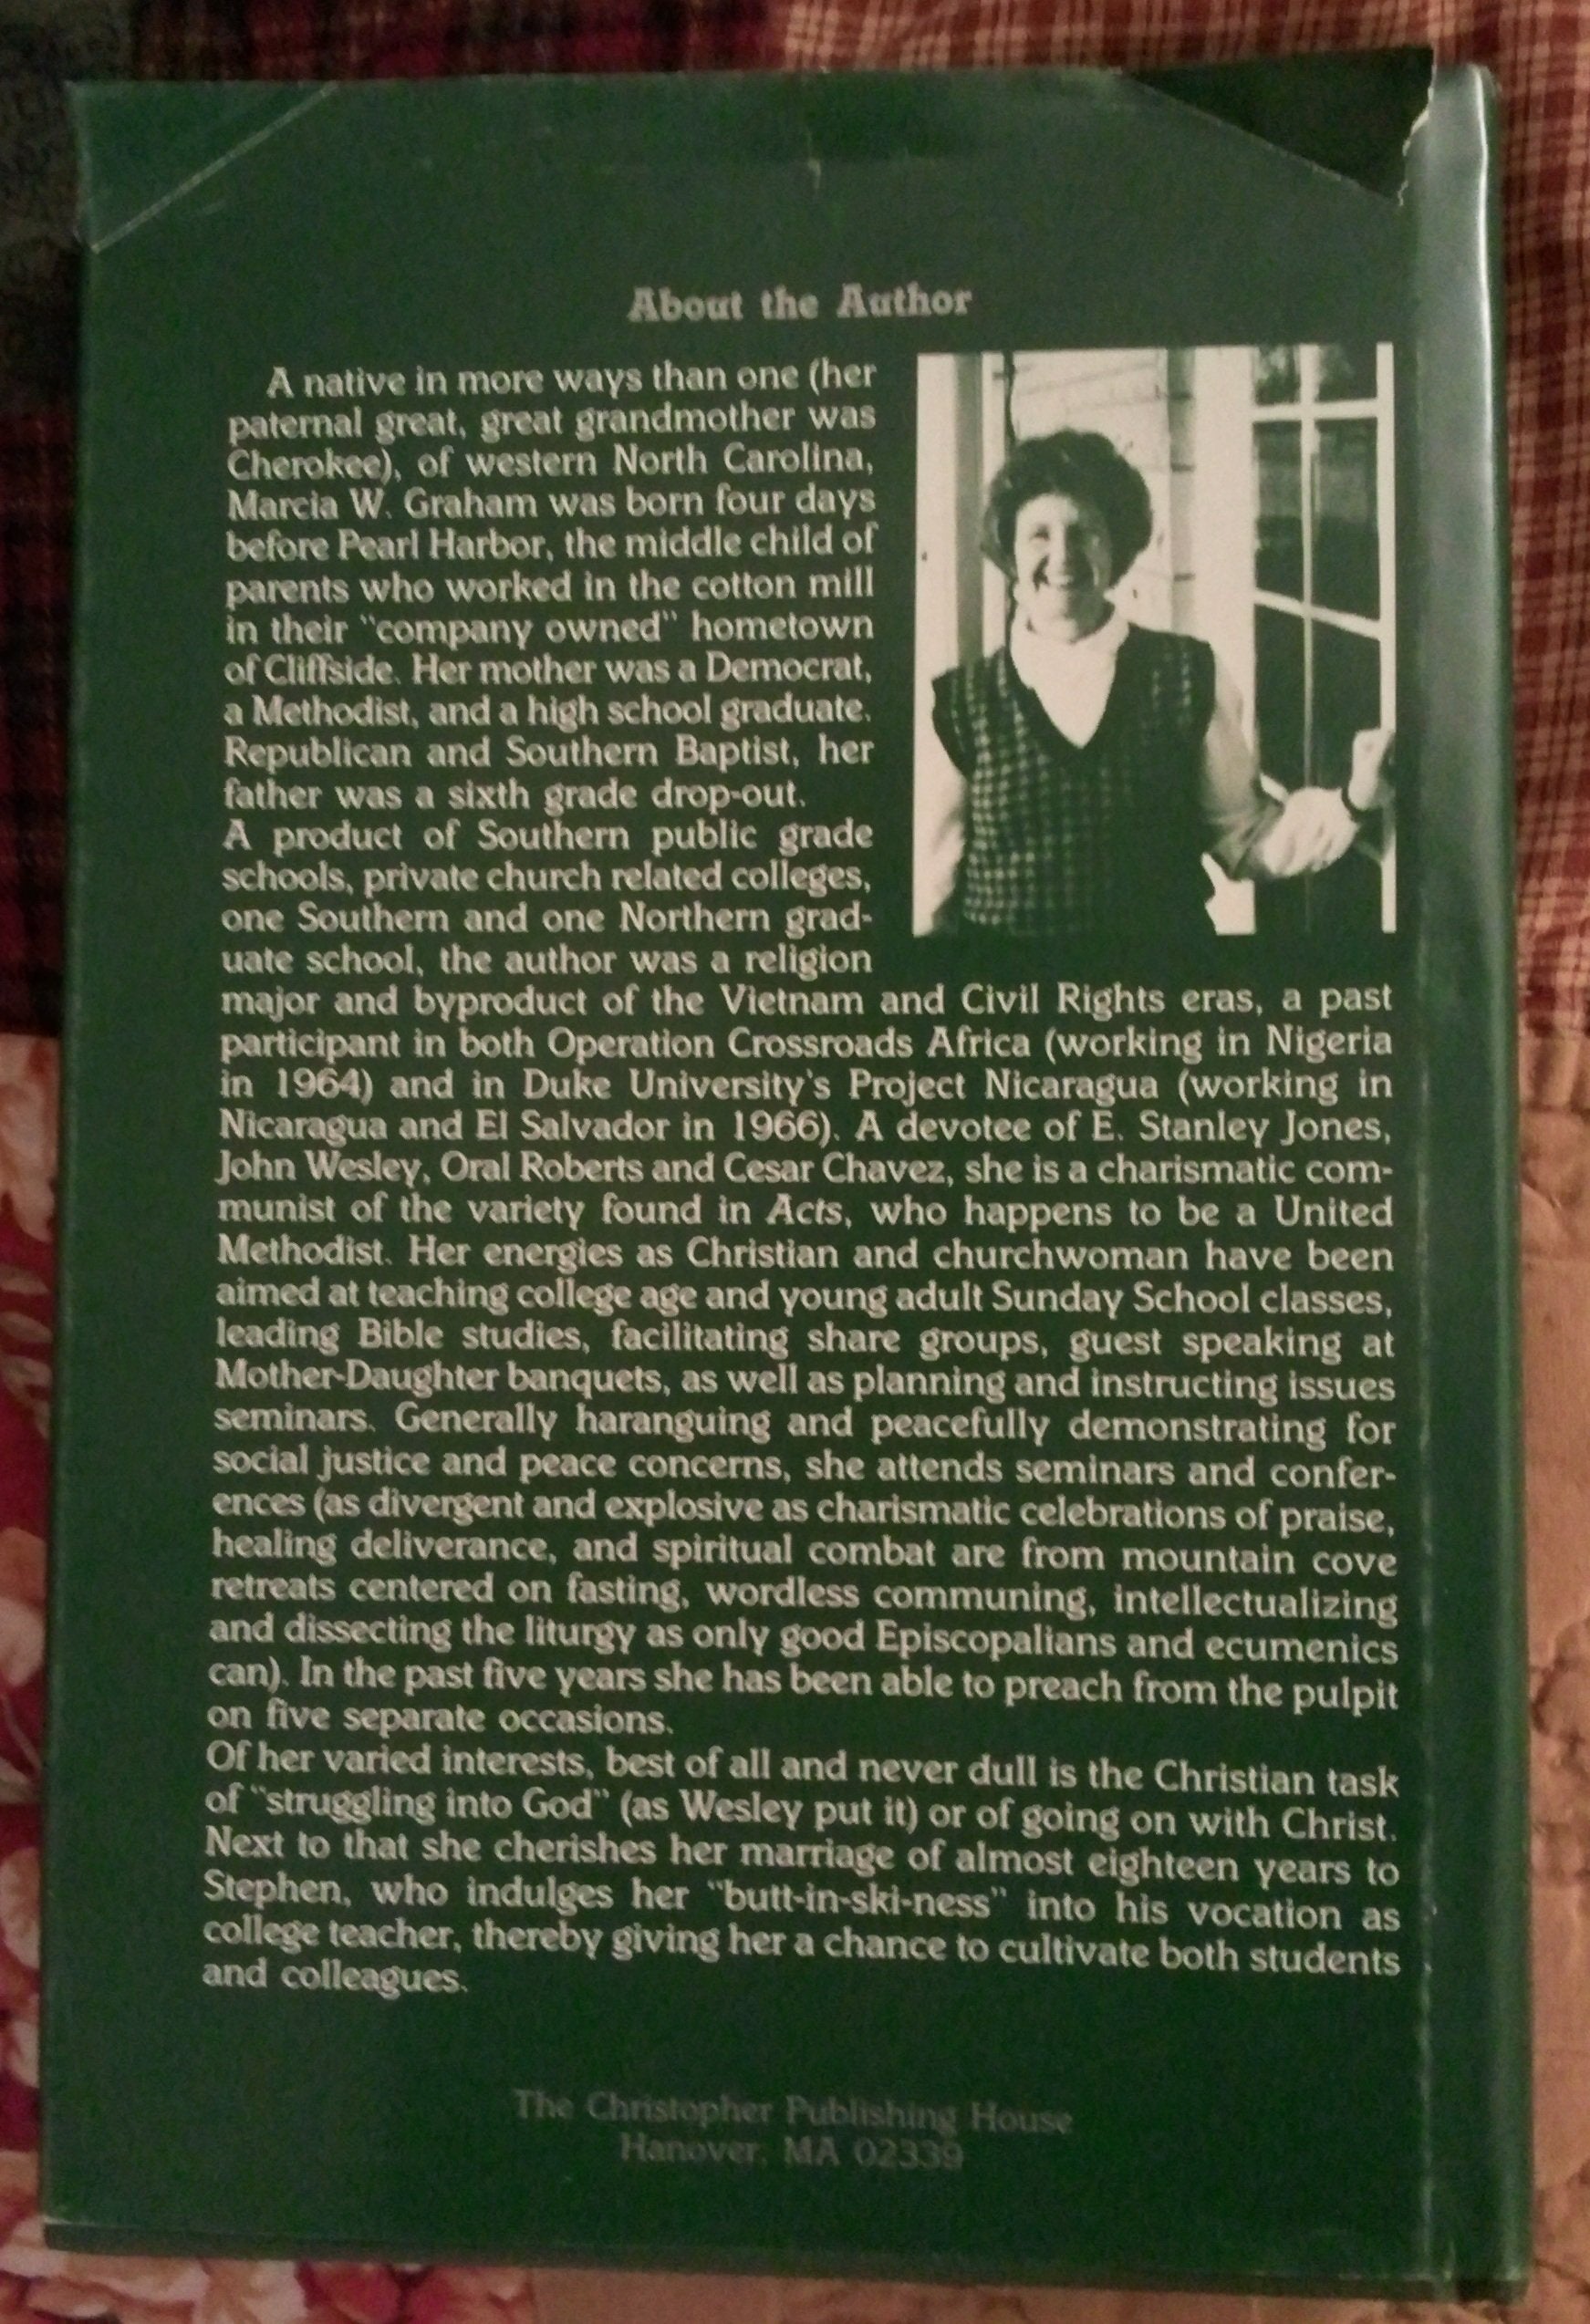 About the Author
A native in more ways than one (her
paternal great, great grandmother was
Cherokee), of western North Carolina,
Marcia W. Graham was born four days
before Pearl Harbor, the middle child of
parents who worked in the cotton mill
in their "company owned" hometown
of Cliffside. Her mother was a Democrat,
a Methodist, and a high school graduate.
Republican and Southern Baptist, her
father was a sixth grade drop-out.
A product of Southern public grade
schools, private church related colleges,
one Southern and one Northern grad-
uate school, the author was a religion
major and byproduct of the Vietnam and Civil Rights eras, a past
participant in both Operation Crossroads Africa (working in Nigeria
in 1964) and in Duke University's Project Nicaragua (working in
Nicaragua and El Salvador in 1966). A devotee of E. Stanley Jones,
John Wesley, Oral Roberts and Cesar Chavez, she is a charismatic com-
munist of the variety found in Acts, who happens to be a United
Methodist. Her energies as Christian and churchwoman have been
aimed at teaching college age and young adult Sunday School classes,
leading Bible studies, facilitating share groups, guest speaking at
Mother-Daughter banquets, as well as planning and instructing issues
seminars. Generally haranguing and peacefully demonstrating for
social justice and peace concerns, she attends seminars and confer-
ences (as divergent and explosive as charismatic celebrations of praise,
healing deliverance, and spiritual combat are from mountain cove
retreats centered on fasting, wordless communing, intellectualizing
and dissecting the liturgy as only good Episcopalians and ecumenics
can). In the past five years she has been able to preach from the pulpit
on five separate occasions.
Of her varied interests, best of all and never dull is the Christian task
of "struggling into God" (as Wesley put it) or of going on with Christ.
Next to that she cherishes her marriage of almost eighteen years to
Stephen, who indulges her "butt-in-ski-ness" into his vocation as
college teacher, thereby giving her a chance to cultivate both students
and colleagues.
The Christopher Publishing House
Hanover, MA 02339